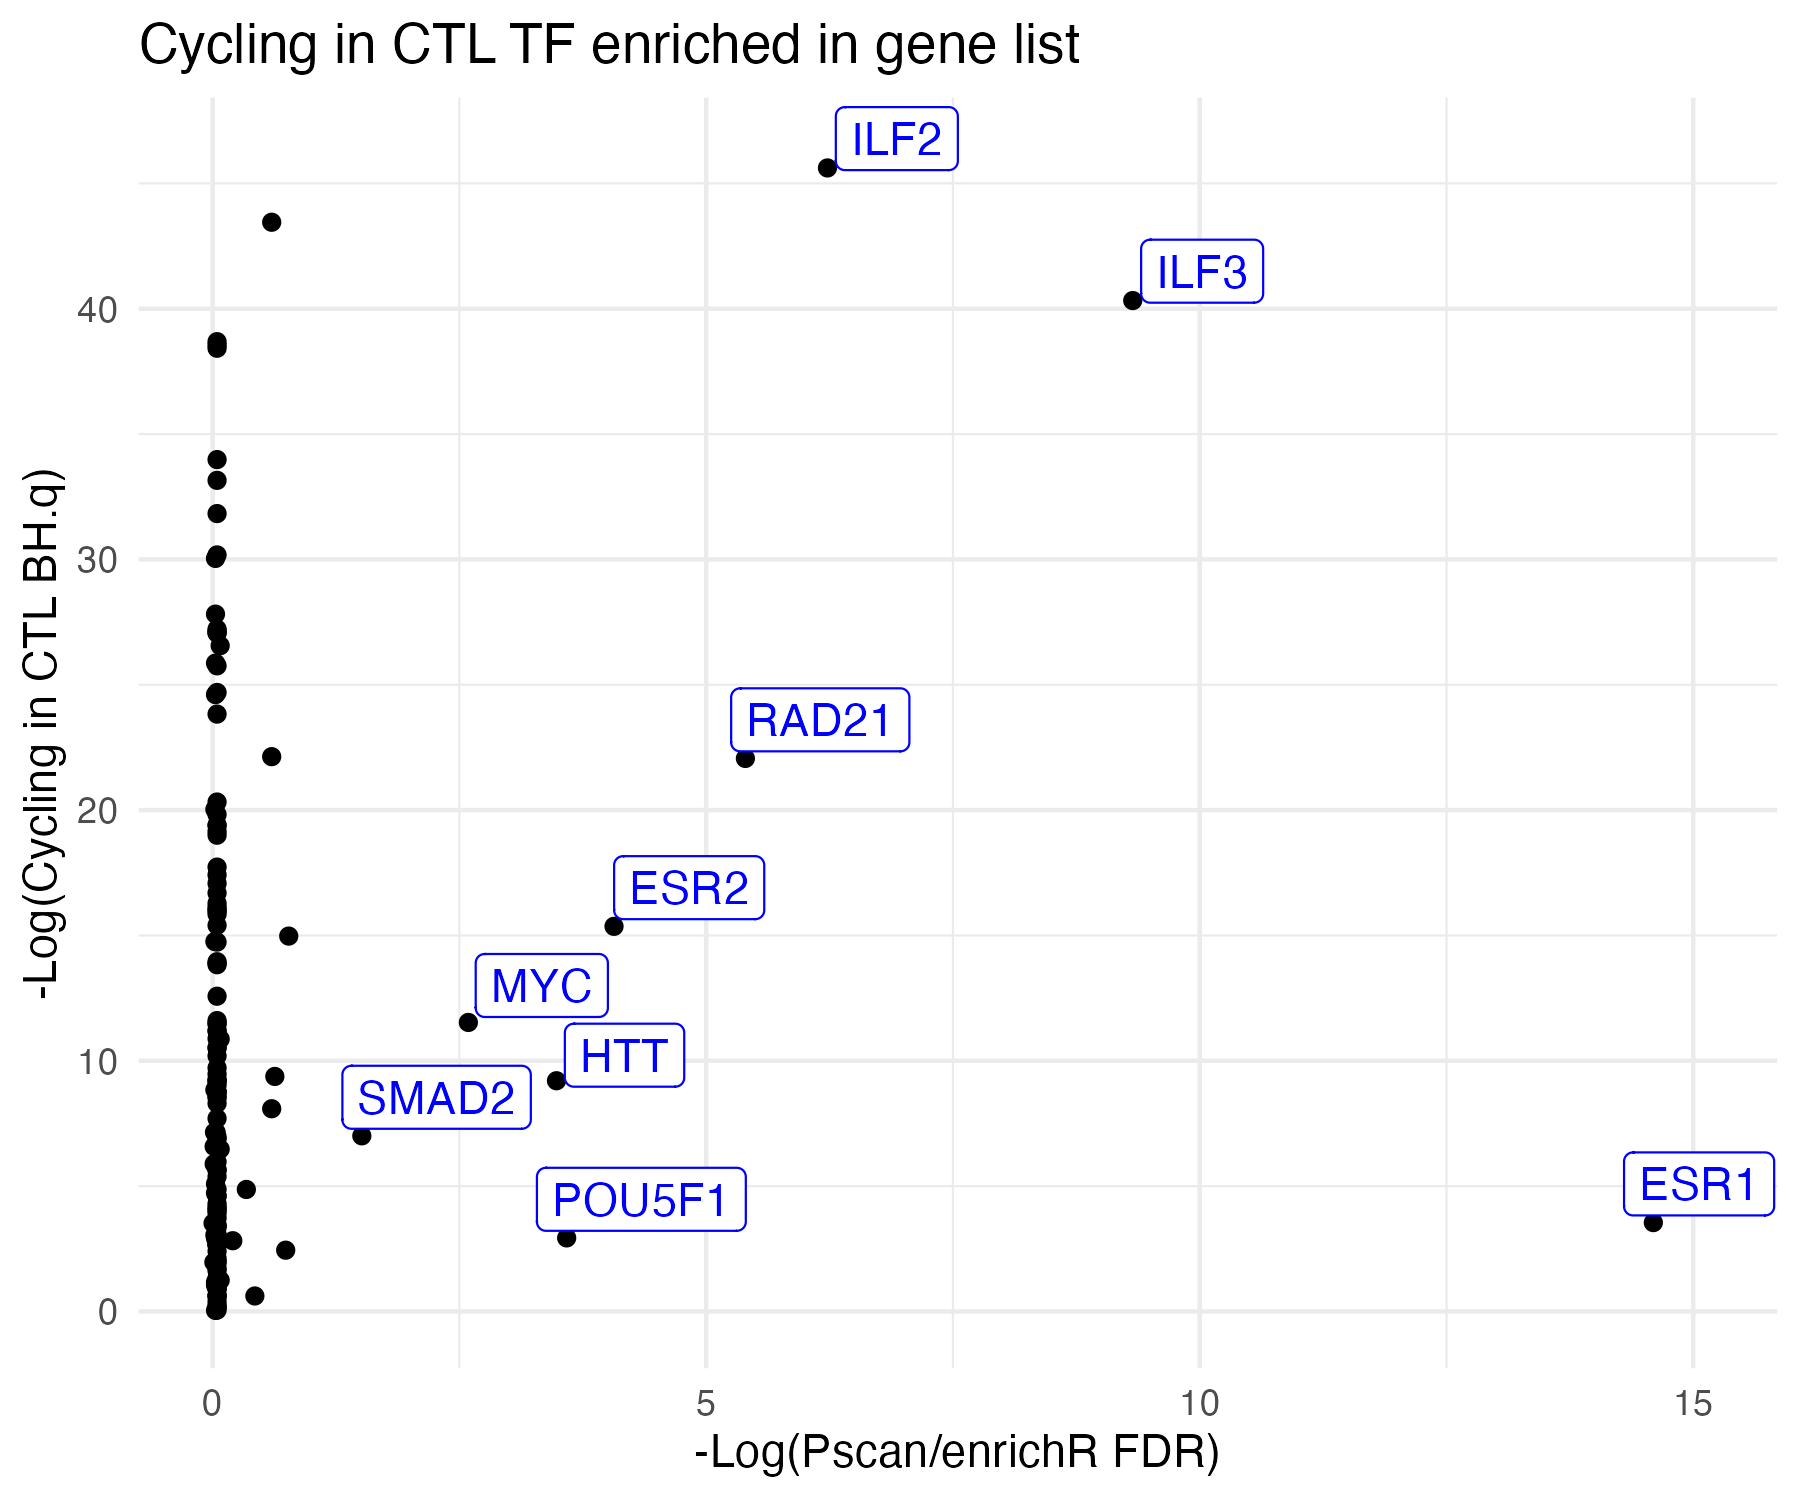 Cycling in CTL TF enriched in gene list
ILF2
ILF3
40
RAD21
30
-Log(Cycling in CTL BH.q)
ESR2
20
MYC
HTT
10
SMAD2
ESR1
POU5F1
0
0 5 10 15
-Log(Pscan/enrichR FDR)